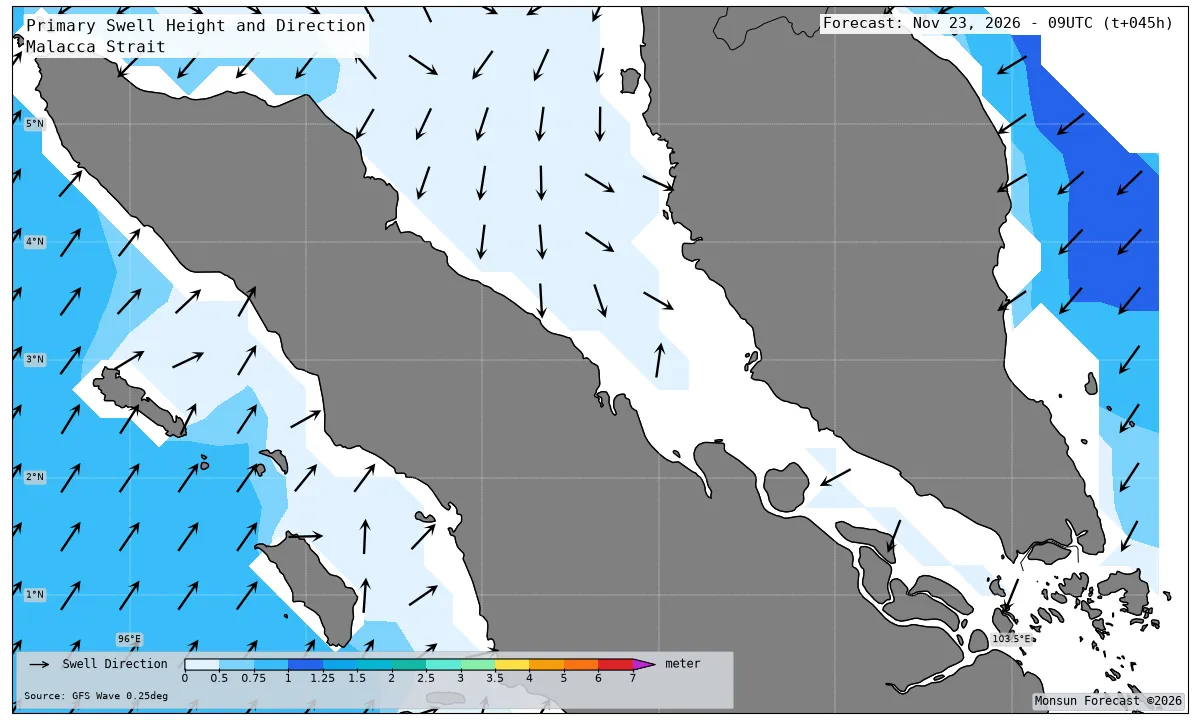 Primary Swell Height and Direction
Malacca Strait
Forecast: Nov 23, 2026 - 09UTC (t+045h)
5°N
4°N
3°N
2°N
1°N
96°E
103.5°E
Swell Direction
0 0.5 0.75 1 1.25 1.5 2 2.5 3 3.5 4 5 6 7
meter
Source: GFS Wave 0.25deg
Monsun Forecast ©2026